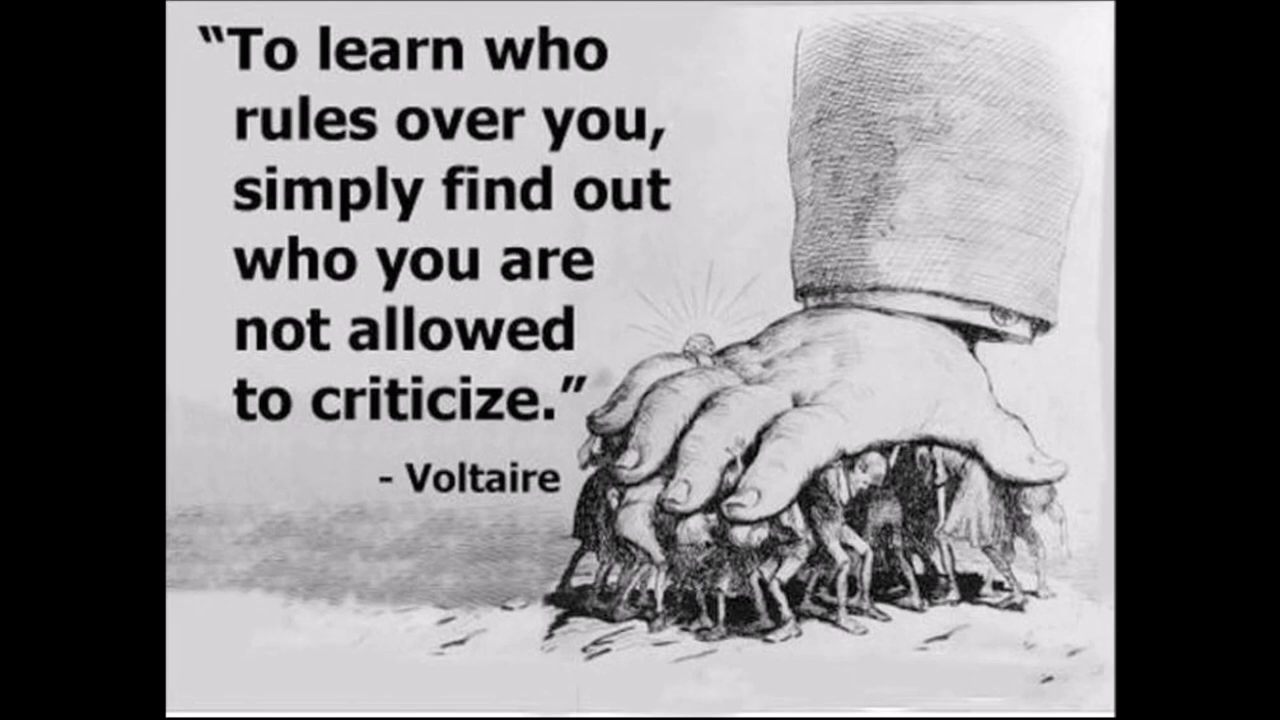 “To learn who
rules over you,
simply find out
who you are
not allowed
to criticize.”
- Voltaire